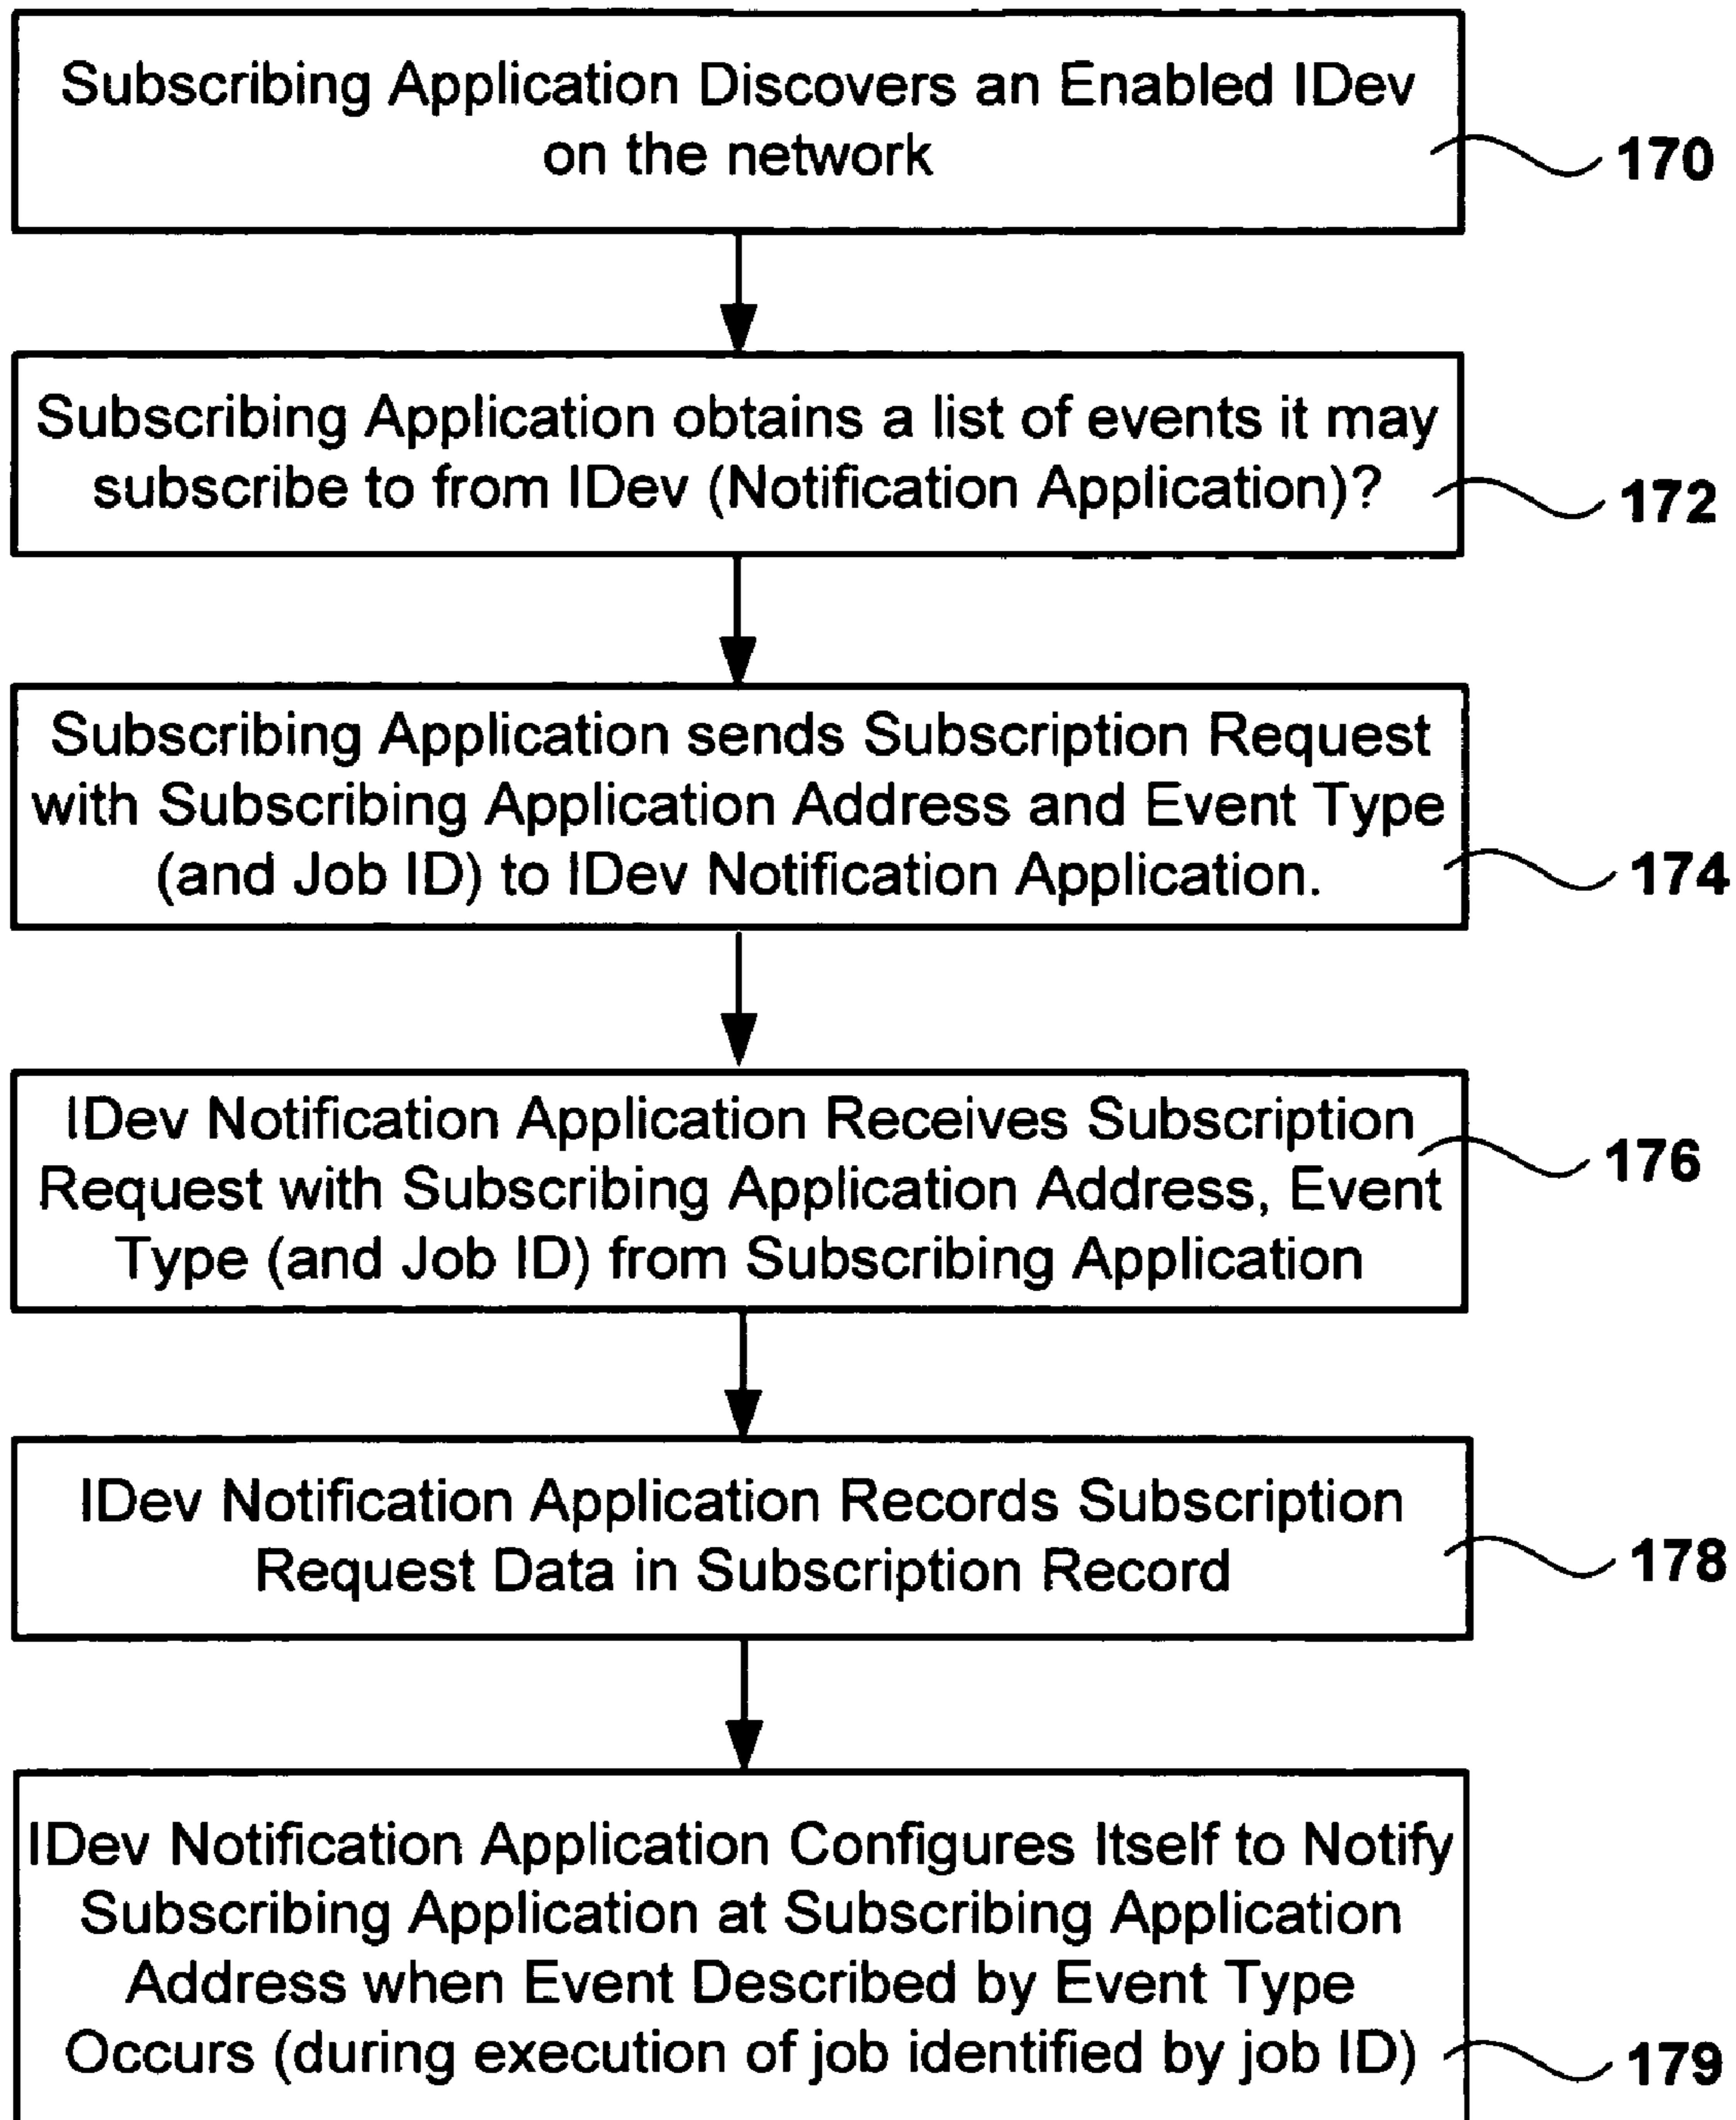 Subscribing Application Discovers an Enabled IDev
on the network
170
Subscribing Application obtains a list of events it may
subscribe to from IDev (Notification Application)?
172
Subscribing Application sends Subscription Request
with Subscribing Application Address and Event Type
(and Job ID) to IDev Notification Application.
174
IDev Notification Application Receives Subscription
Request with Subscribing Application Address, Event
Type (and Job ID) from Subscribing Application
176
IDev Notification Application Records Subscription
Request Data in Subscription Record
178
IDev Notification Application Configures Itself to Notify
Subscribing Application at Subscribing Application
Address when Event Described by Event Type
Occurs (during execution of job identified by job ID)
179